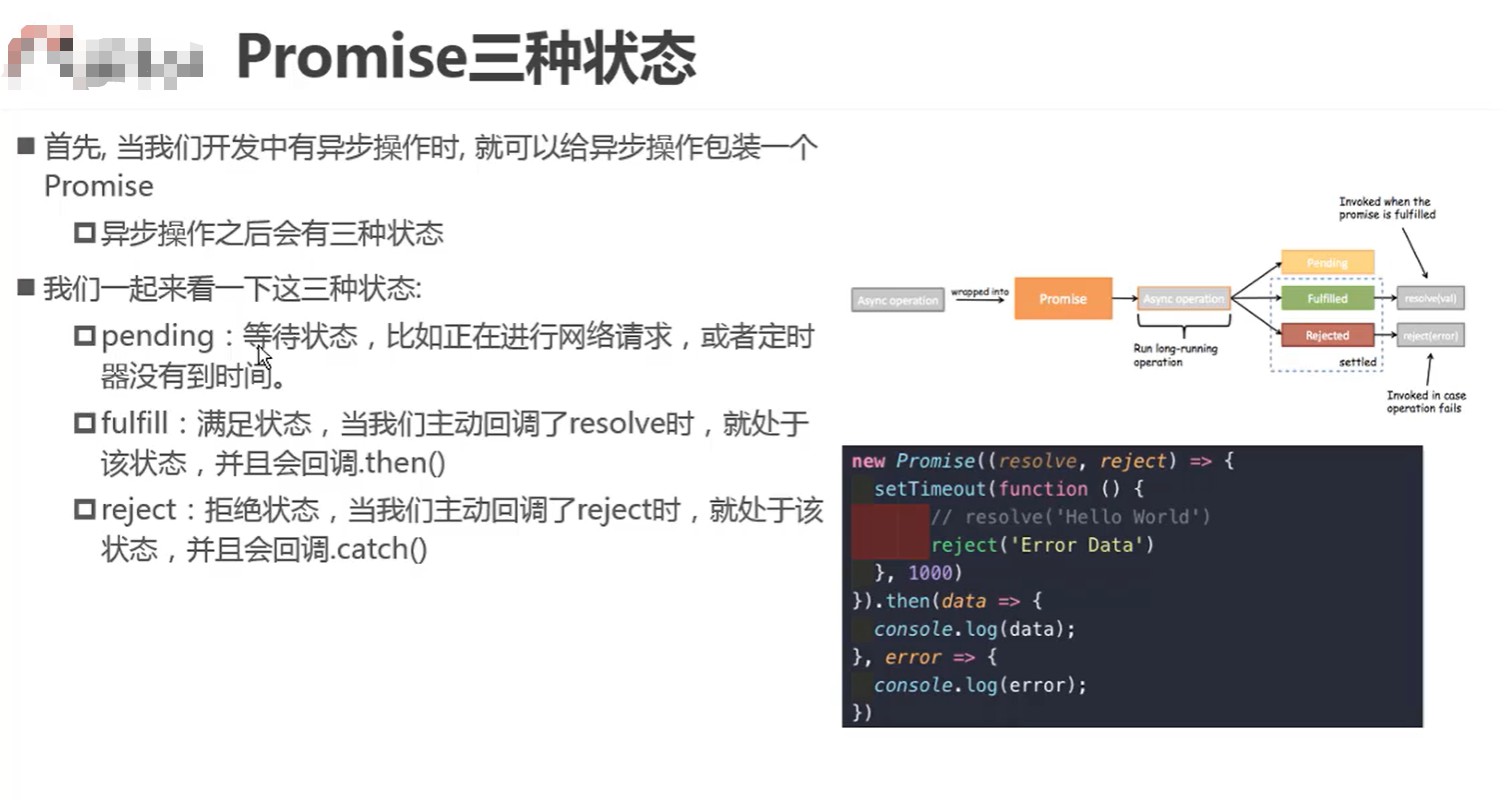 Promise三种状态
首先, 当我们开发中有异步操作时, 就可以给异步操作包装一个
Promise
异步操作之后会有三种状态
我们一起来看一下这三种状态:
pending：等待状态，比如正在进行网络请求，或者定时
器没有到时间。
fulfill：满足状态，当我们主动回调了resolve时，就处于
该状态，并且会回调.then()
reject：拒绝状态，当我们主动回调了reject时，就处于该
状态，并且会回调.catch()
Invoked when the
promise is fulfilled
Async operation
wrapped into
Promise
Async operation
Pending
Fulfilled
Rejected
settled
resolve(val)
reject(error)
Run long-running
operation
Invoked in case
operation fails
new Promise((resolve, reject) => {
setTimeout(function () {
// resolve('Hello World')
reject('Error Data')
}, 1000)
}).then(data => {
console.log(data);
}, error => {
console.log(error);
})